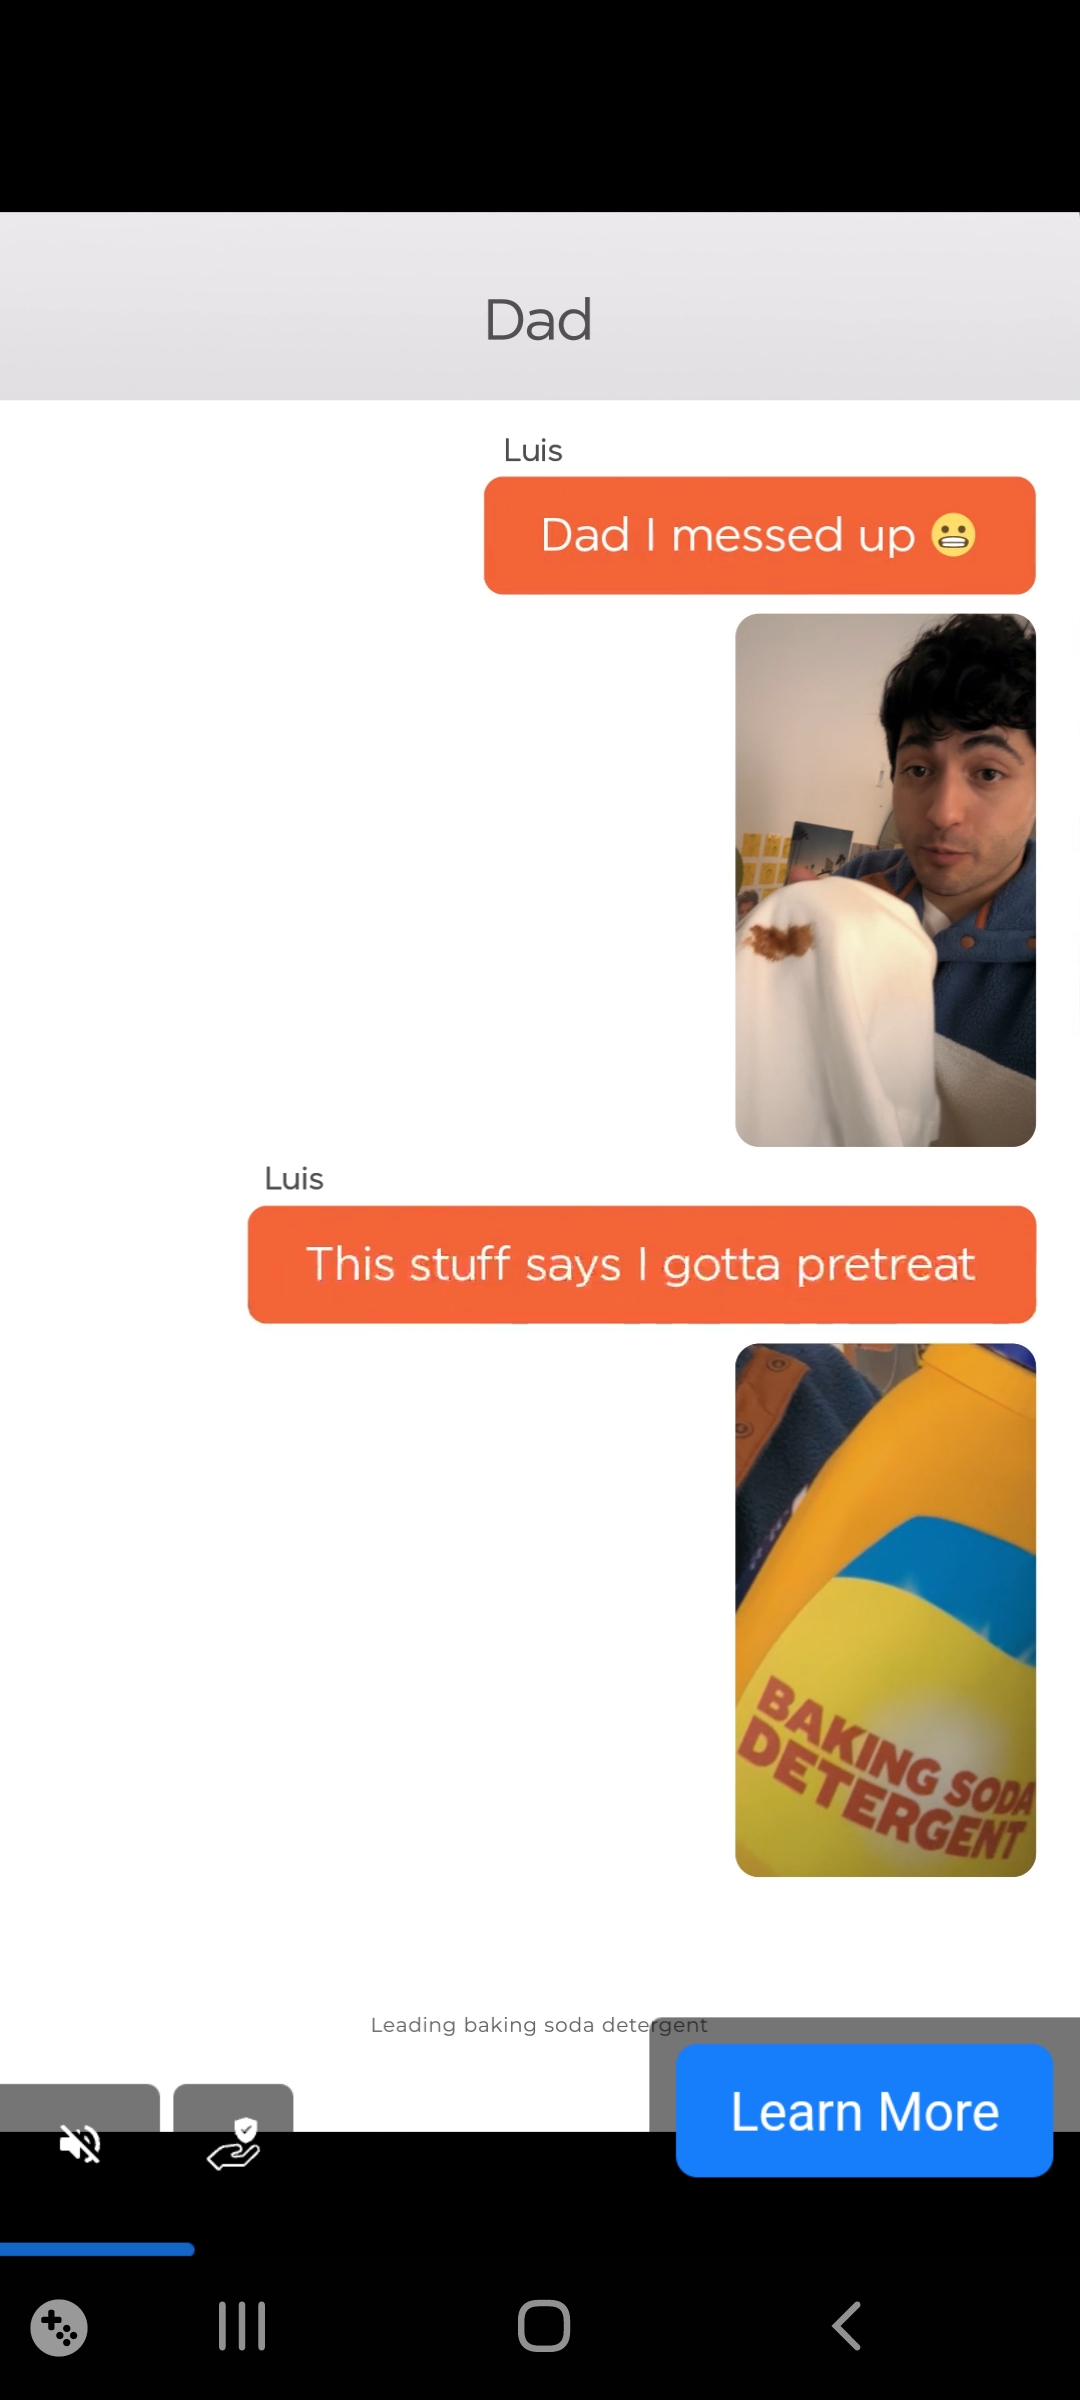 Dad
Luis
Dad I messed up 😬
Luis
This stuff says I gotta pretreat
BAKING SODA
DETERGENT
Leading baking soda detergent
Learn More